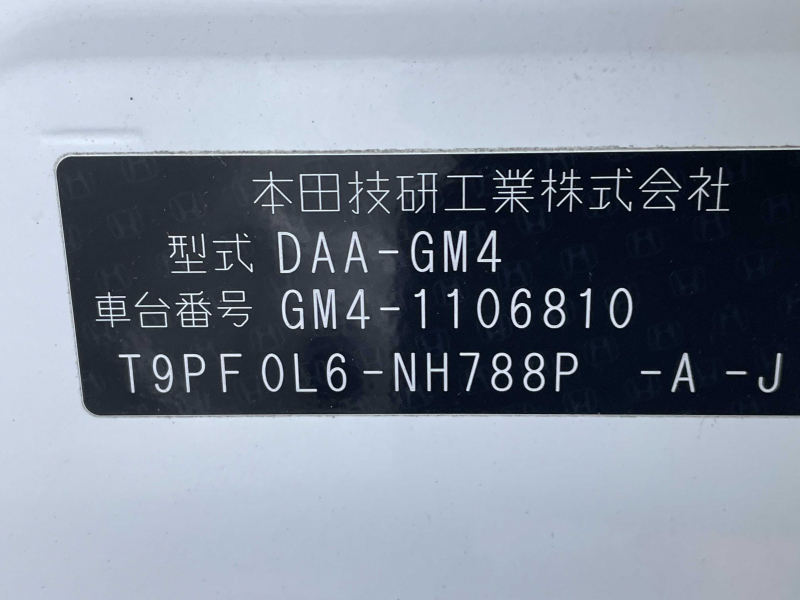 本田技研工業株式会社
型式 DAA-GM4
車台番号 GM4-1106810
T9PF0L6-NH788P -A -J